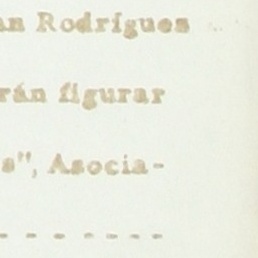 an Rodrígues
rán figurar
s", Asocia-
- - - - - -